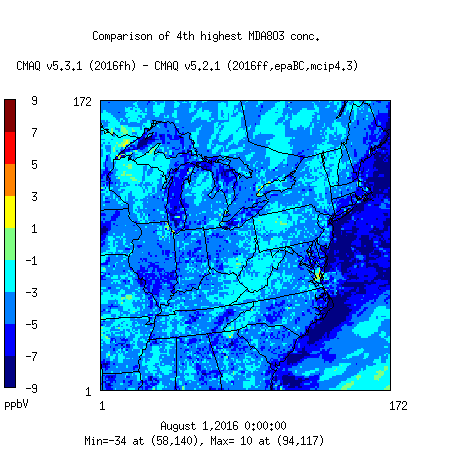 Comparison of 4th highest MDA8O3 conc.
CMAQ v5.3.1 (2016fh) - CMAQ v5.2.1 (2016ff,epaBC,mcip4.3)
172
9
7
5
3
1
-1
-3
-5
-7
-9
ppbV
1
1
172
August 1,2016 0:00:00
Min=-34 at (58,140), Max= 10 at (94,117)